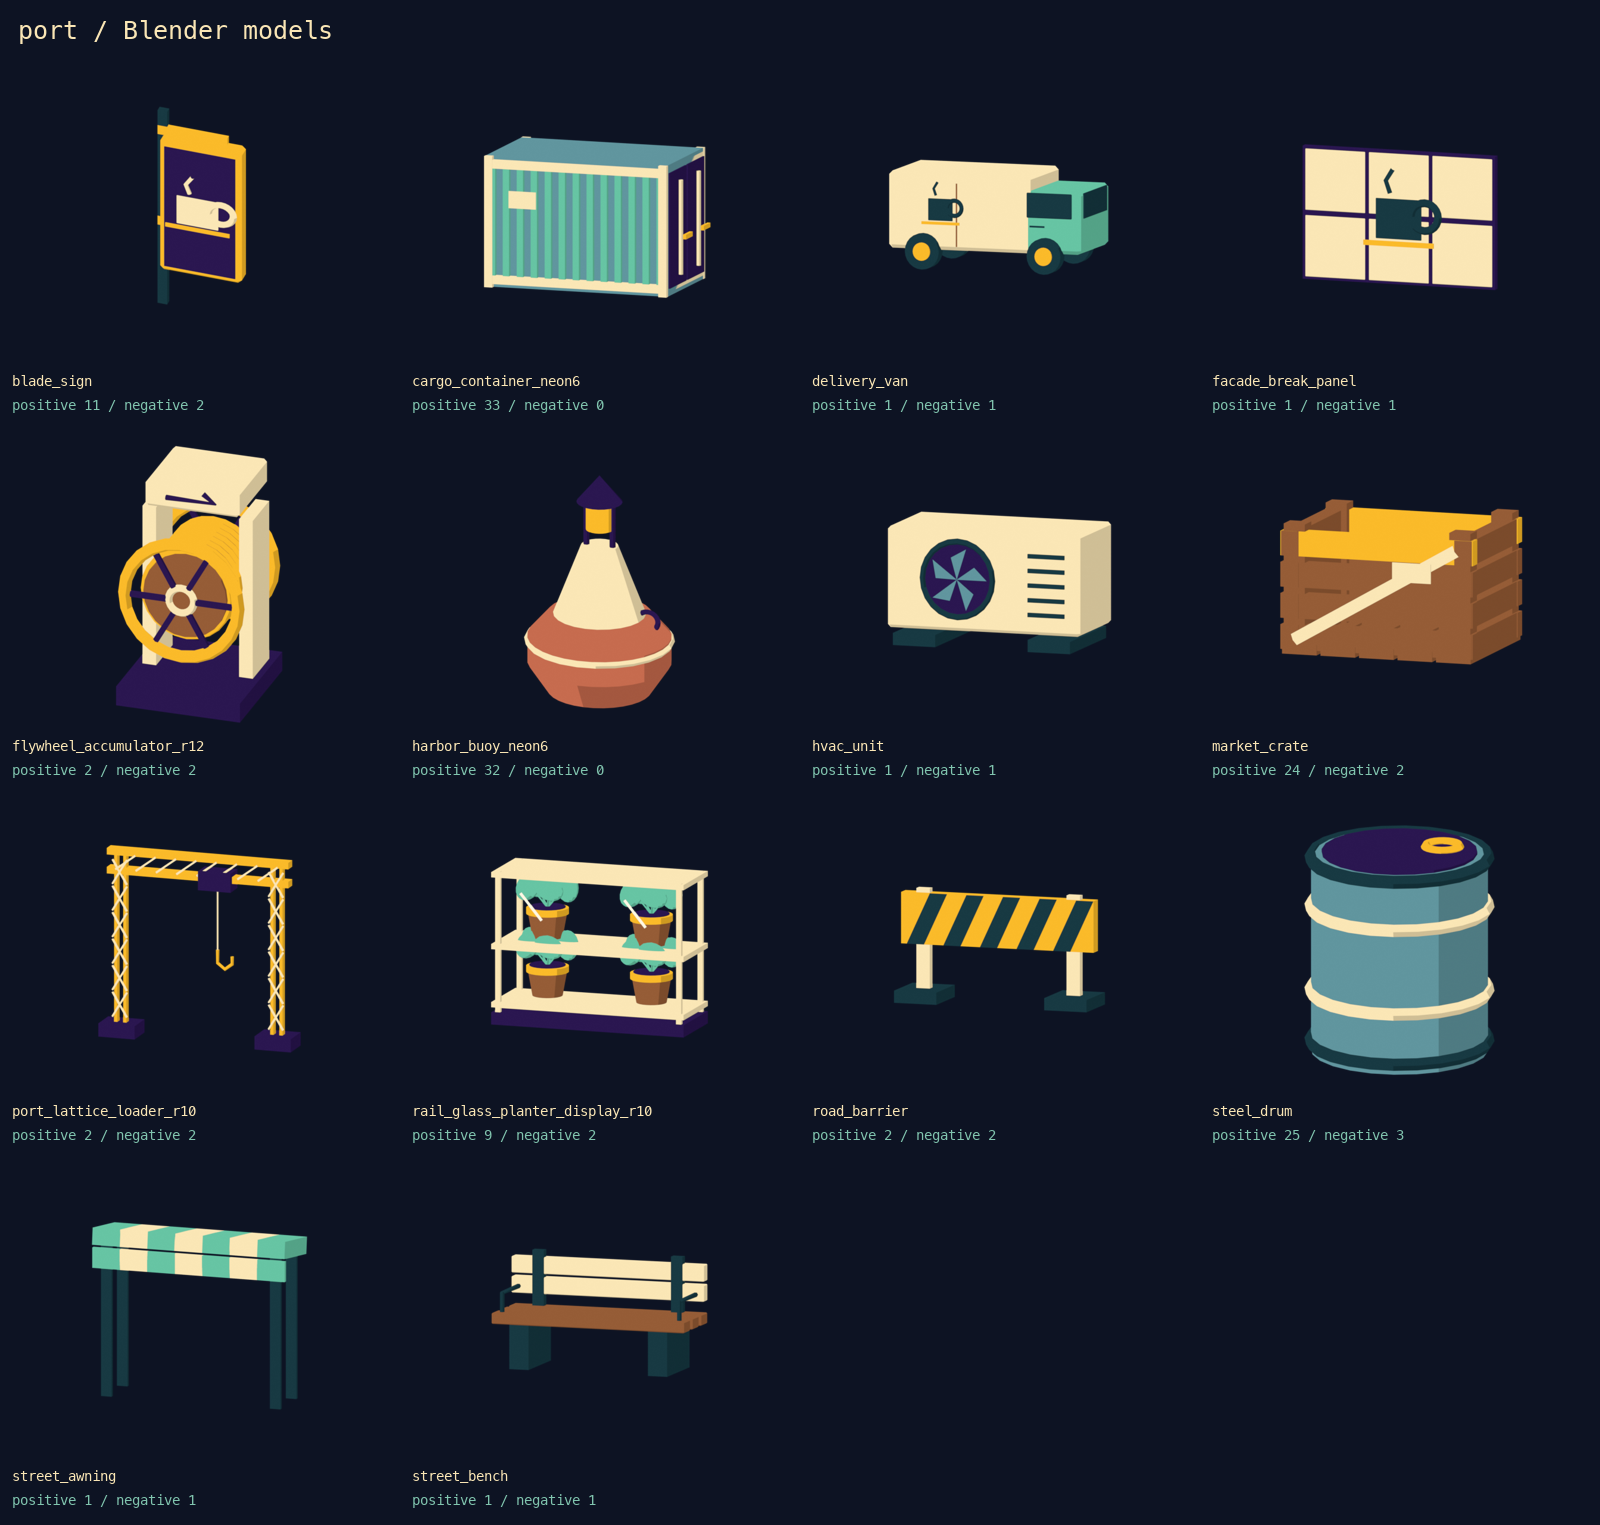 port / Blender models
blade_sign
positive 11 / negative 2
cargo_container_neon6
positive 33 / negative 0
delivery_van
positive 1 / negative 1
facade_break_panel
positive 1 / negative 1
flywheel_accumulator_r12
positive 2 / negative 2
harbor_buoy_neon6
positive 32 / negative 0
hvac_unit
positive 1 / negative 1
market_crate
positive 24 / negative 2
port_lattice_loader_r10
positive 2 / negative 2
rail_glass_planter_display_r10
positive 9 / negative 2
road_barrier
positive 2 / negative 2
steel_drum
positive 25 / negative 3
street_awning
positive 1 / negative 1
street_bench
positive 1 / negative 1